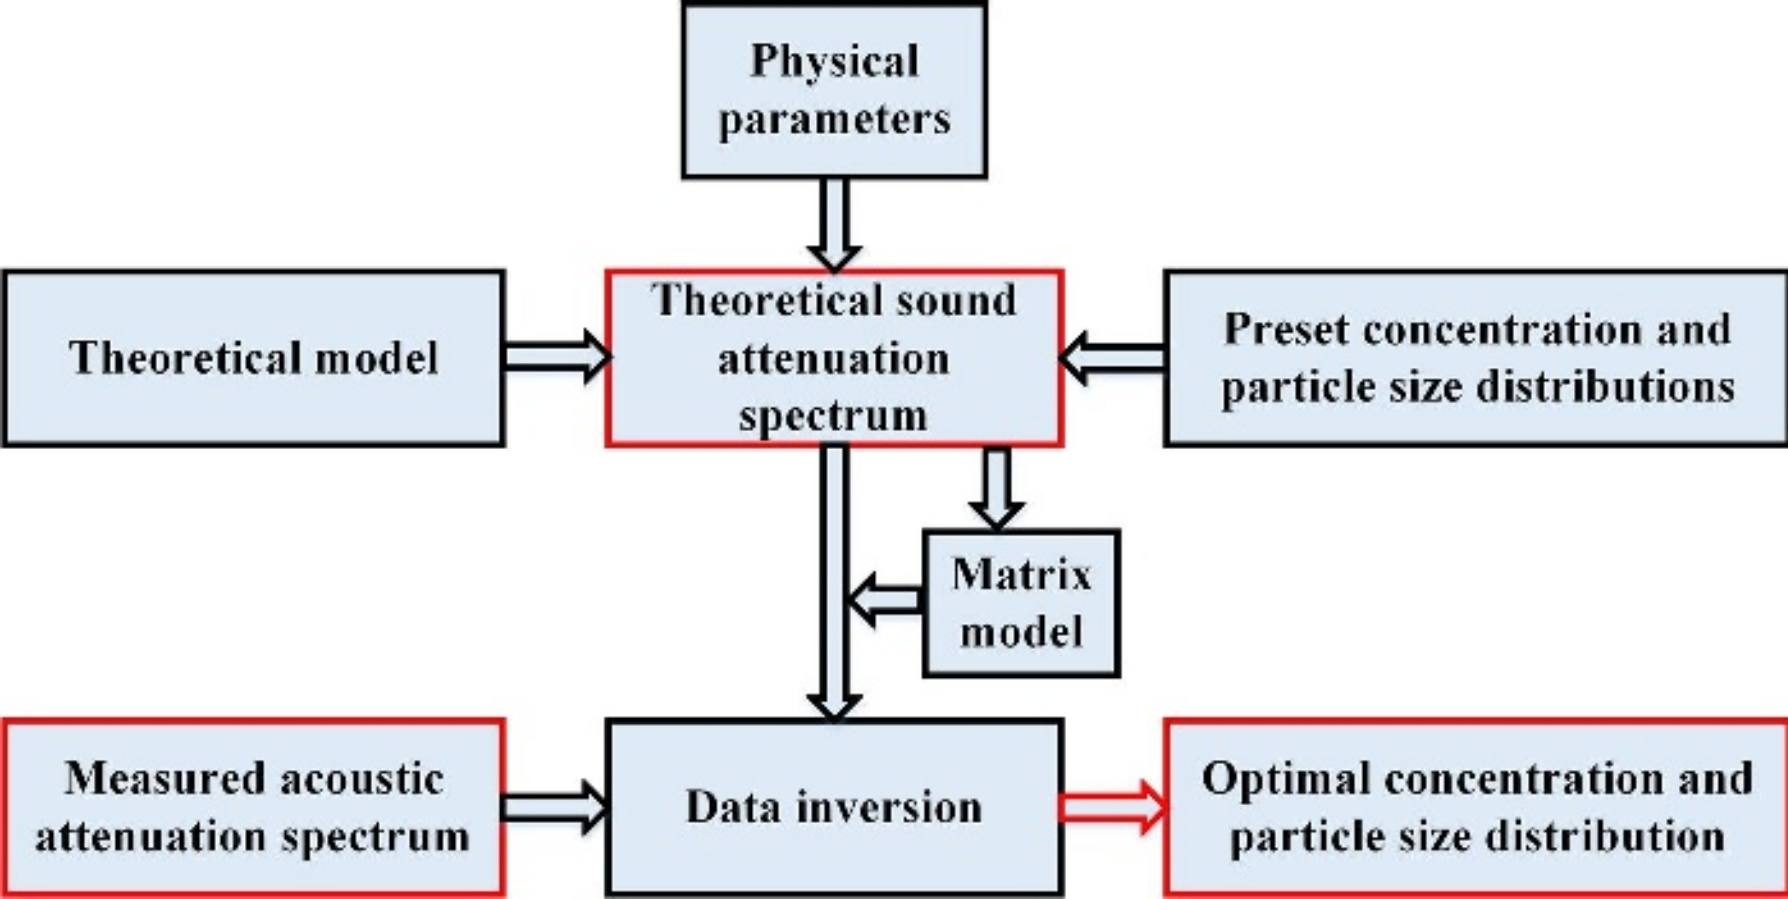 Physical
parameters
Theoretical model
Theoretical sound
attenuation
spectrum
Preset concentration and
particle size distributions
Matrix
model
Measured acoustic
attenuation spectrum
Data inversion
Optimal concentration and
particle size distribution